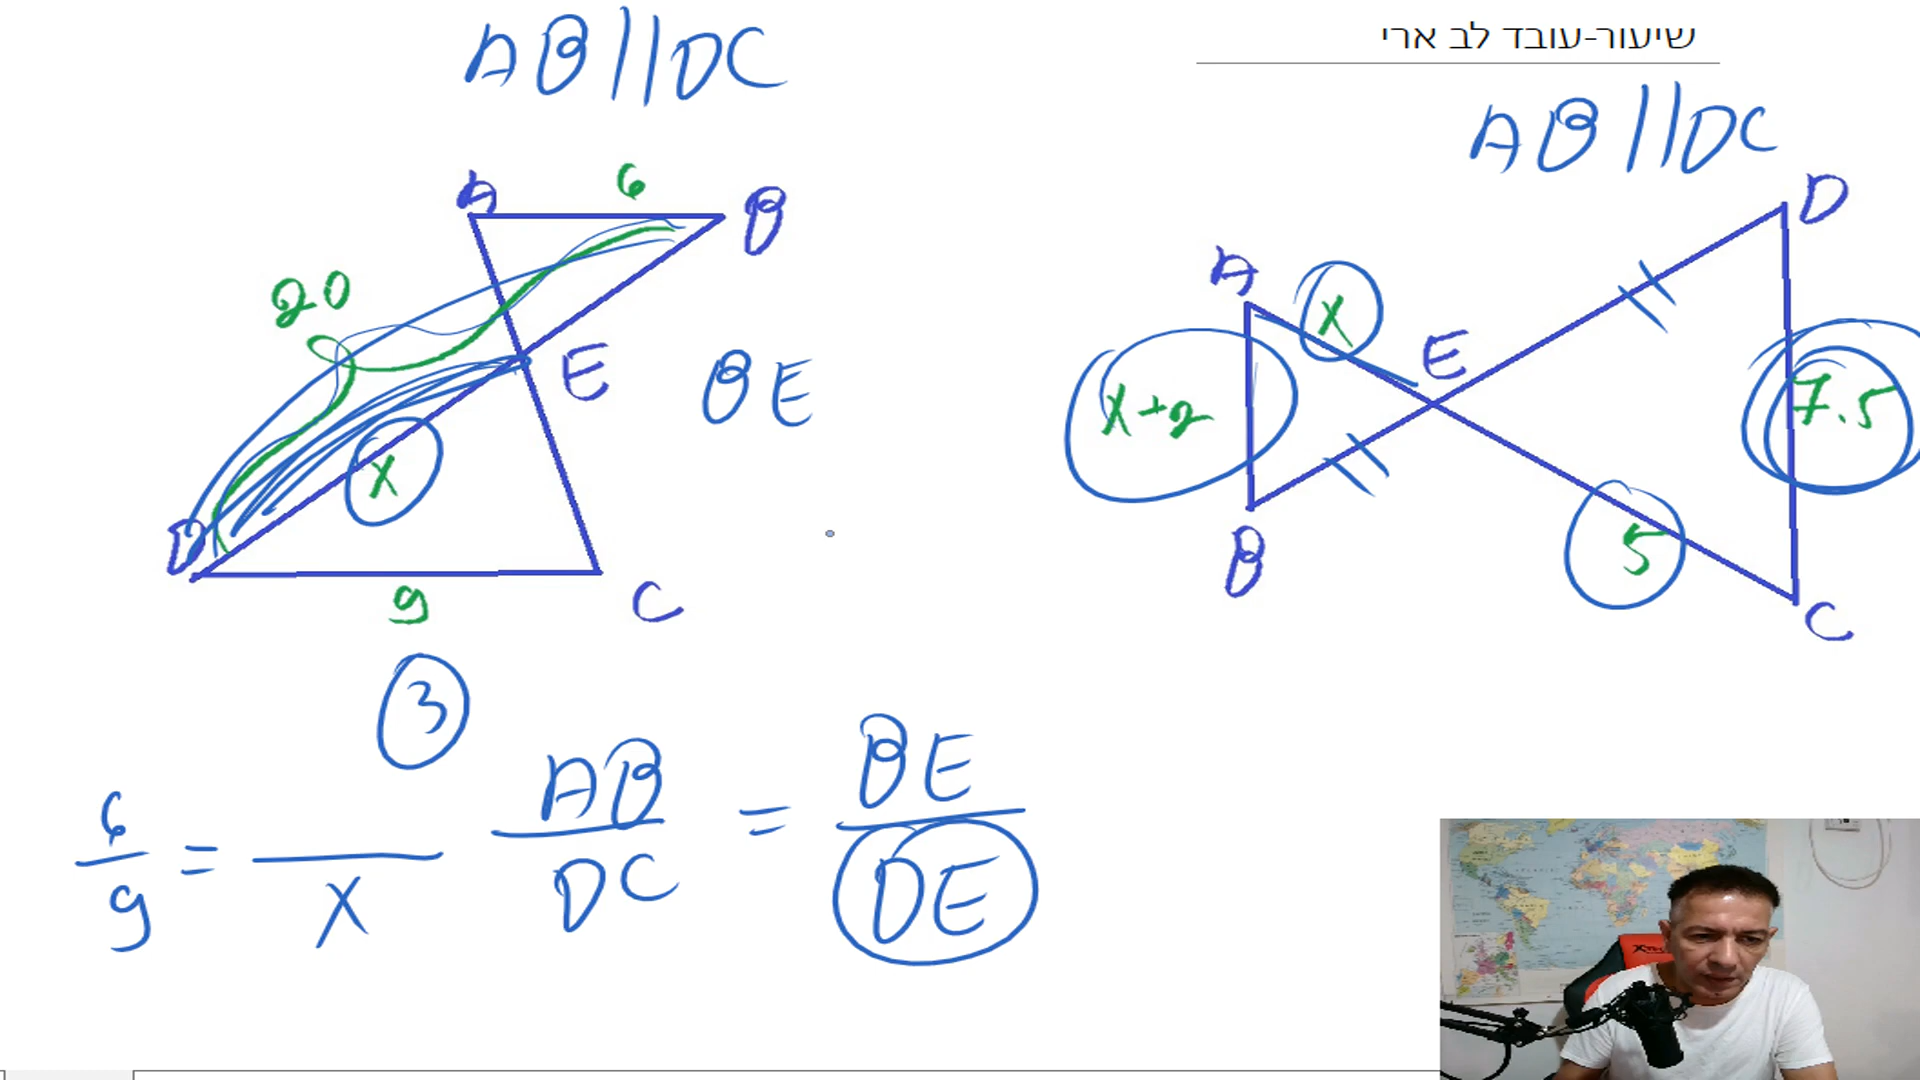 שיעור-עובד לב ארי
AB||DC
A 6 B
20
E
BE
X
D
9
C
3
6/9 = /X
AB/DC = BE/DE
AB||DC
D
A
X
E
X+2
7.5
B
5
C